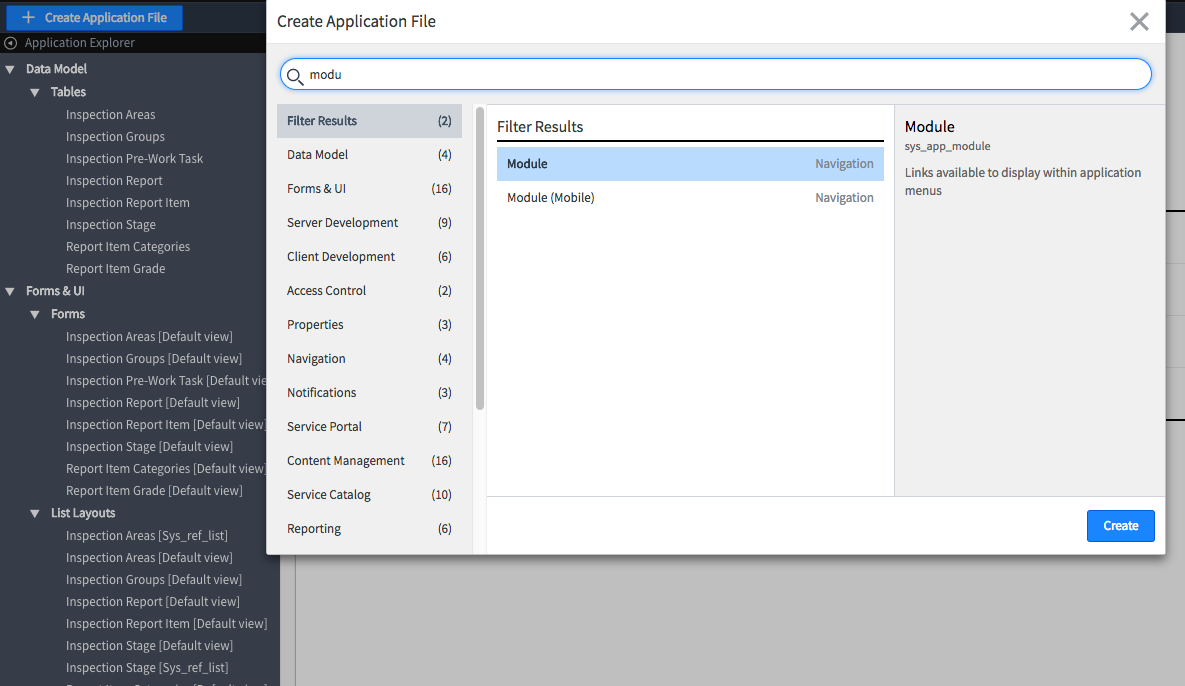 Create Application File
Application Explorer
Data Model
Tables
Inspection Areas
Inspection Groups
Inspection Pre-Work Task
Inspection Report
Inspection Report Item
Inspection Stage
Report Item Categories
Report Item Grade
Forms & UI
Forms
Inspection Areas [Default view]
Inspection Groups [Default view]
Inspection Pre-Work Task [Default vie
Inspection Report [Default view]
Inspection Report Item [Default view]
Inspection Stage [Default view]
Report Item Categories [Default view]
Report Item Grade [Default view]
List Layouts
Inspection Areas [Sys_ref_list]
Inspection Areas [Default view]
Inspection Groups [Default view]
Inspection Report [Default view]
Inspection Report Item [Default view]
Inspection Stage [Default view]
Inspection Stage [Sys_ref_list]
Create Application File
modu
Filter Results (2)
Data Model (4)
Forms & UI (16)
Server Development (9)
Client Development (6)
Access Control (2)
Properties (3)
Navigation (4)
Notifications (3)
Service Portal (7)
Content Management (16)
Service Catalog (10)
Reporting (6)
Filter Results
Module Navigation
Module (Mobile) Navigation
Module
sys_app_module
Links available to display within application
menus
Create